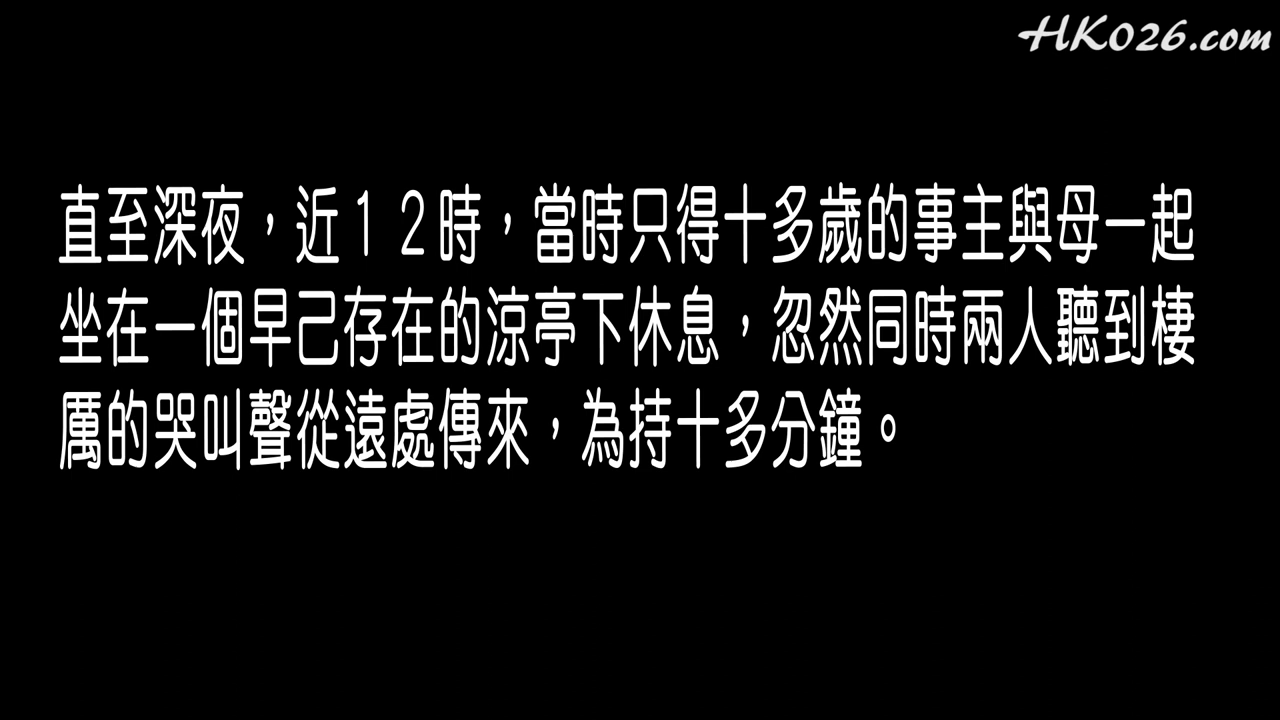 HK026.com
直至深夜，近１２時，當時只得十多歲的事主與母一起
坐在一個早己存在的涼亭下休息，忽然同時兩人聽到棲
厲的哭叫聲從遠處傳來，為持十多分鐘。